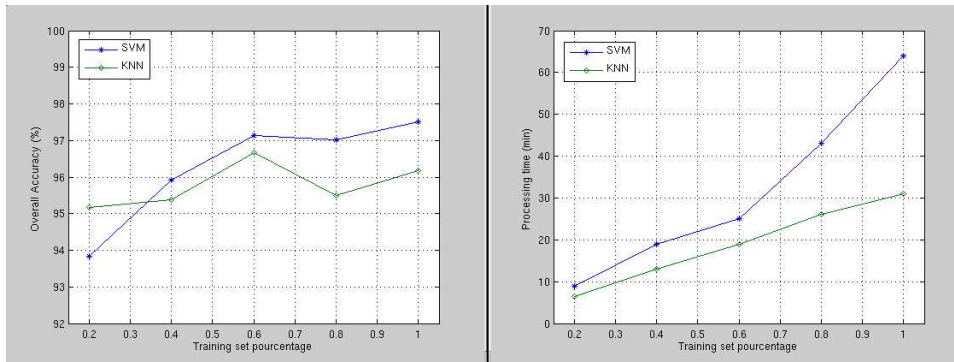 100
99
98
97
96
95
94
93
92
Overall Accuracy (%)
SVM
KNN
0.2 0.3 0.4 0.5 0.6 0.7 0.8 0.9 1
Training set pourcentage
70
60
50
40
30
20
10
0
Processing time (min)
SVM
KNN
0.2 0.3 0.4 0.5 0.6 0.7 0.8 0.9 1
Training set pourcentage